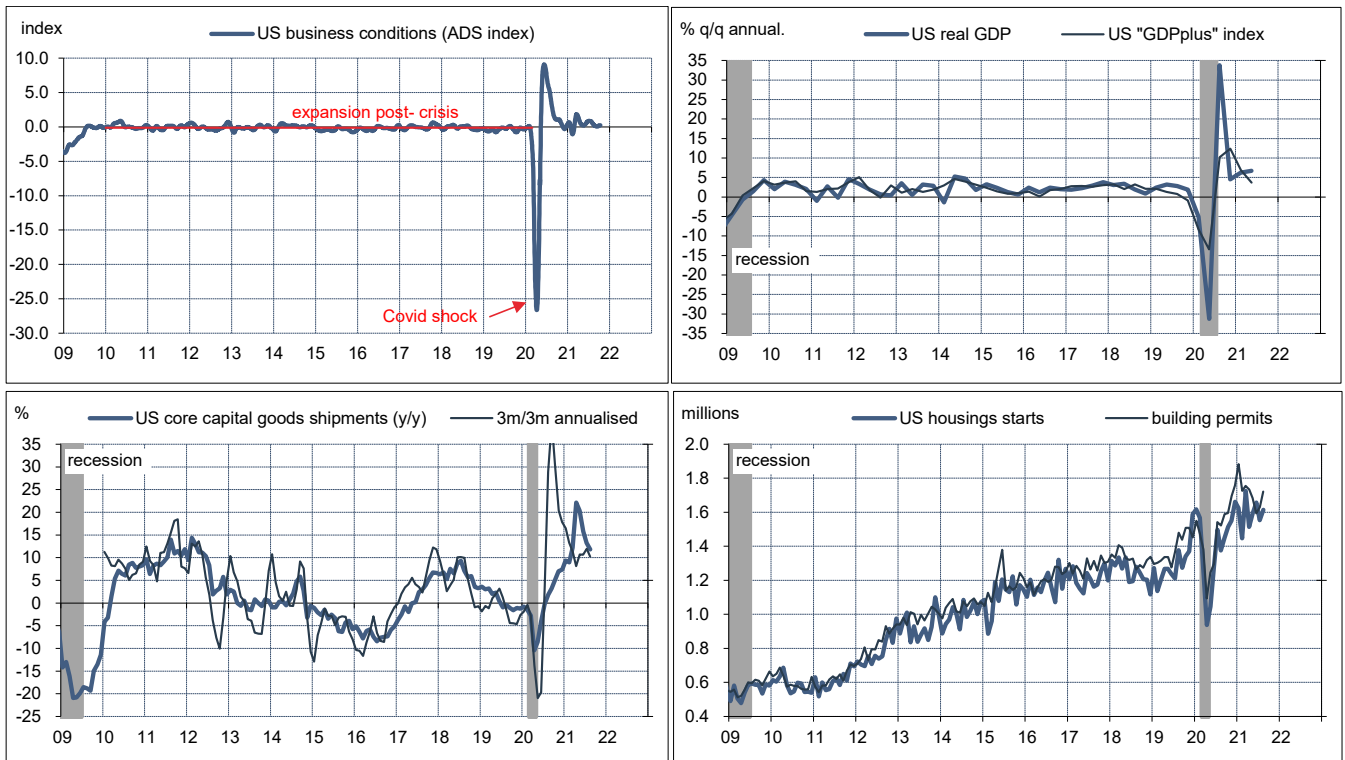 index
US business conditions (ADS index)
10.0
5.0
0.0
-5.0
-10.0
-15.0
-20.0
-25.0
-30.0
expansion post- crisis
Covid shock
09 10 11 12 13 14 15 16 17 18 19 20 21 22
% q/q annual.
US real GDP
US "GDPplus" index
35
30
25
20
15
10
5
0
-5
-10
-15
-20
-25
-30
-35
recession
09 10 11 12 13 14 15 16 17 18 19 20 21 22
%
US core capital goods shipments (y/y)
3m/3m annualised
35
30
25
20
15
10
5
0
-5
-10
-15
-20
-25
recession
09 10 11 12 13 14 15 16 17 18 19 20 21 22
millions
US housings starts
building permits
2.0
1.8
1.6
1.4
1.2
1.0
0.8
0.6
0.4
recession
09 10 11 12 13 14 15 16 17 18 19 20 21 22